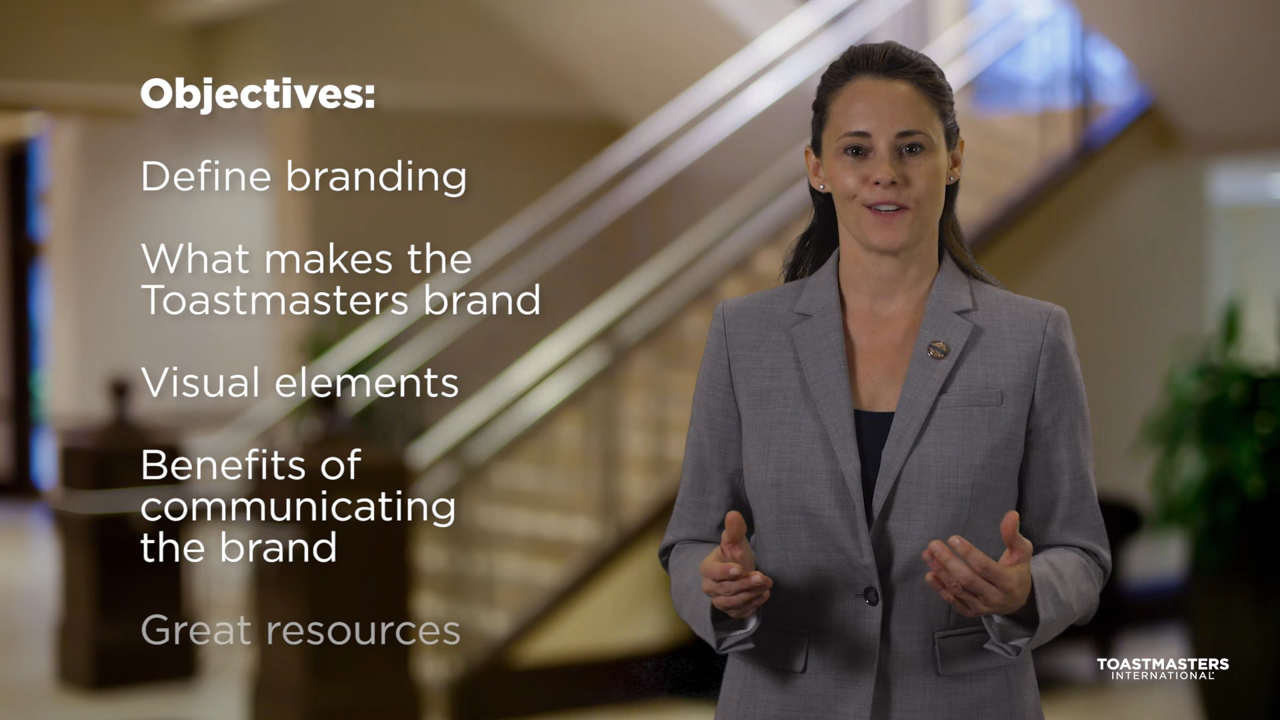 Objectives:
Define branding
What makes the
Toastmasters brand
Visual elements
Benefits of
communicating
the brand
Great resources
TOASTMASTERS
INTERNATIONAL